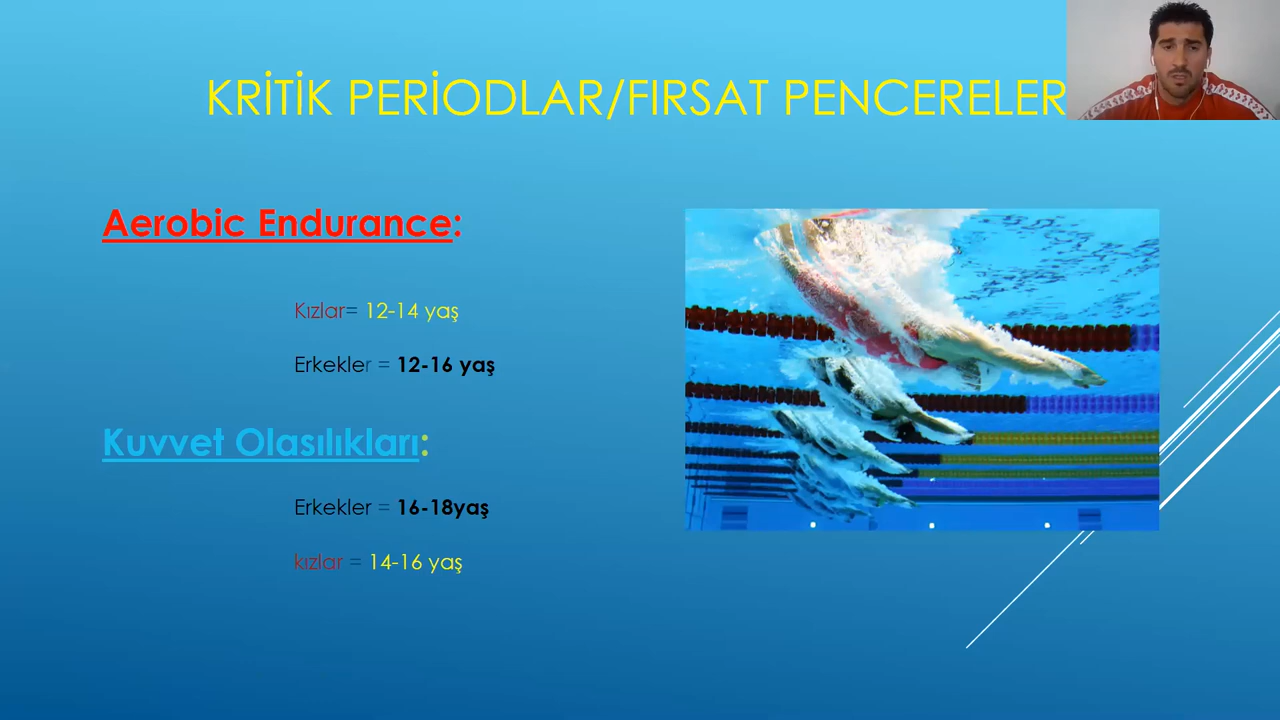 KRİTİK PERİODLAR/FIRSAT PENCERELER
Aerobic Endurance:
Kızlar= 12-14 yaş
Erkekler = 12-16 yaş
Kuvvet Olasılıkları:
Erkekler = 16-18yaş
kızlar = 14-16 yaş